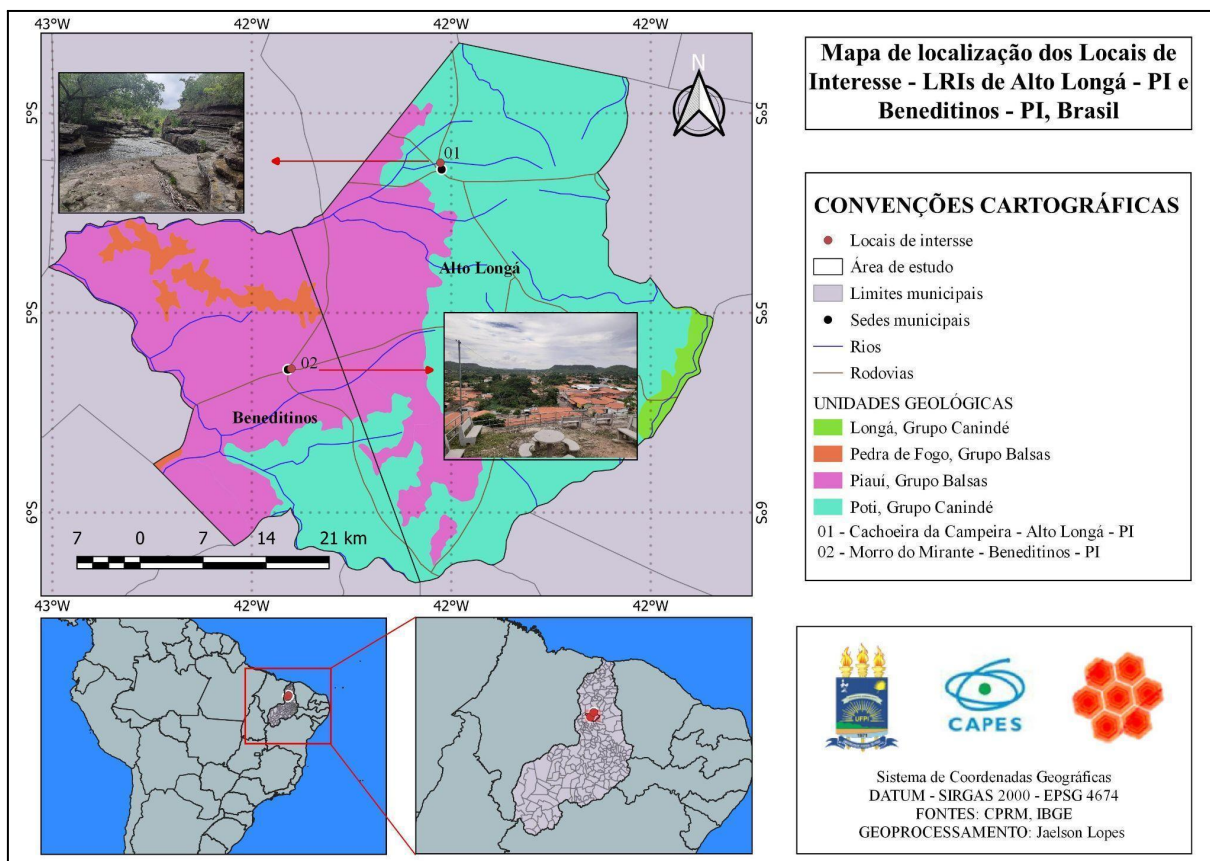 Mapa de localização dos Locais de
Interesse - LRIs de Alto Longá - PI e
Beneditinos - PI, Brasil
43°W
42°W
42°W
42°W
5°S
5°S
6°S
5°S
5°S
6°S
N
01
Alto Longá
02
Beneditinos
7 0 7 14 21 km
43°W
42°W
42°W
42°W
CONVENÇÕES CARTOGRÁFICAS
Locais de intersse
Área de estudo
Limites municipais
Sedes municipais
Rios
Rodovias
UNIDADES GEOLÓGICAS
Longá, Grupo Canindé
Pedra de Fogo, Grupo Balsas
Piauí, Grupo Balsas
Poti, Grupo Canindé
01 - Cachoeira da Campeira - Alto Longá - PI
02 - Morro do Mirante - Beneditinos - PI
UFPI
CAPES
Sistema de Coordenadas Geográficas
DATUM - SIRGAS 2000 - EPSG 4674
FONTES: CPRM, IBGE
GEOPROCESSAMENTO: Jaelson Lopes